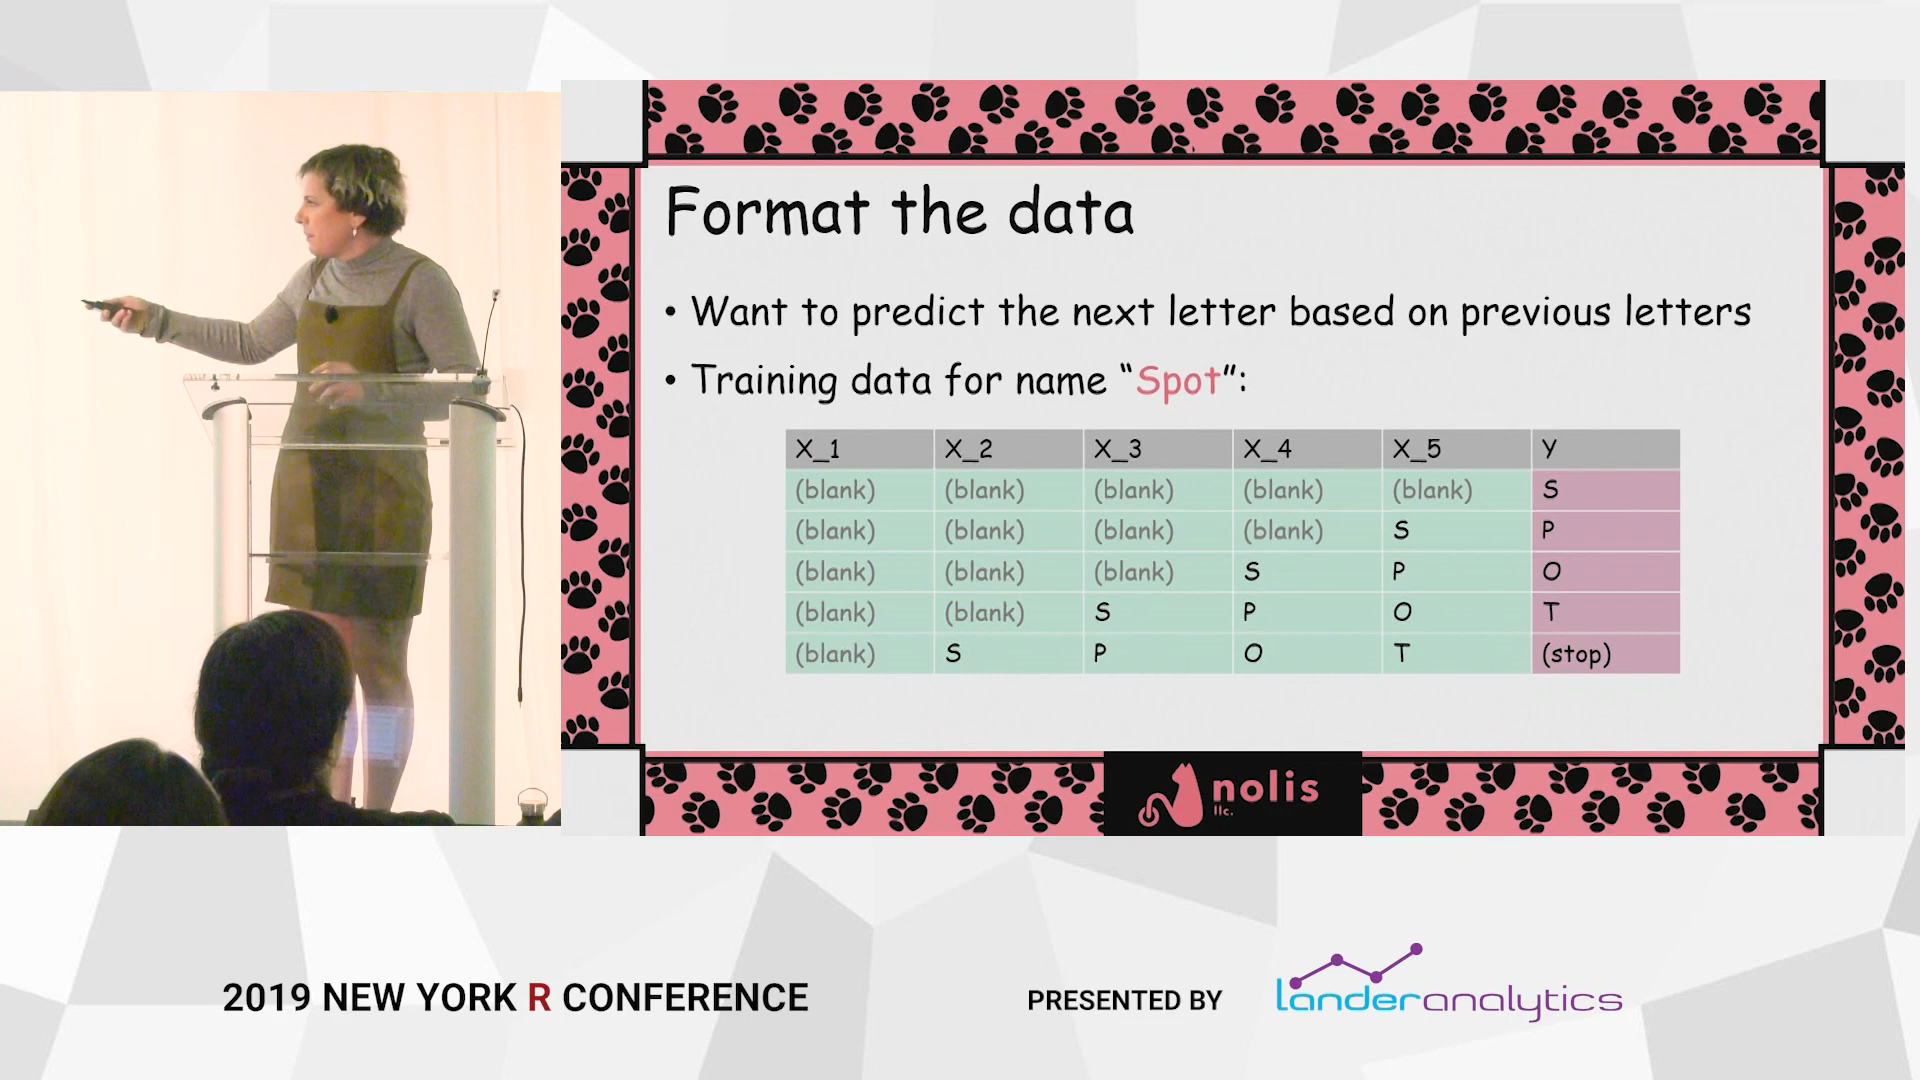 Format the data
• Want to predict the next letter based on previous letters
• Training data for name “Spot”:
X_1 X_2 X_3 X_4 X_5 Y
(blank) (blank) (blank) (blank) (blank) S
(blank) (blank) (blank) (blank) S P
(blank) (blank) (blank) S P O
(blank) (blank) S P O T
(blank) S P O T (stop)
nolis
llc.
2019 NEW YORK R CONFERENCE
PRESENTED BY
landeranalytics